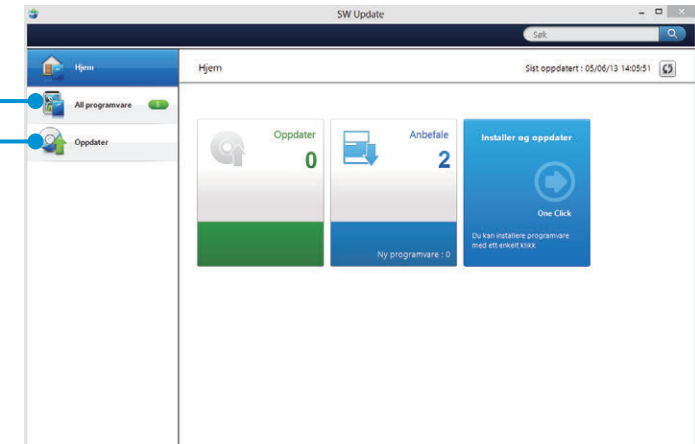 SW Update
Søk
Hjem
Hjem
Sist oppdatert : 05/06/13 14:05:51
All programvare
Oppdater
Oppdater
0
Anbefale
2
Ny programvare : 0
Installer og oppdater
One Click
Du kan installere programvare
med ett enkelt klikk